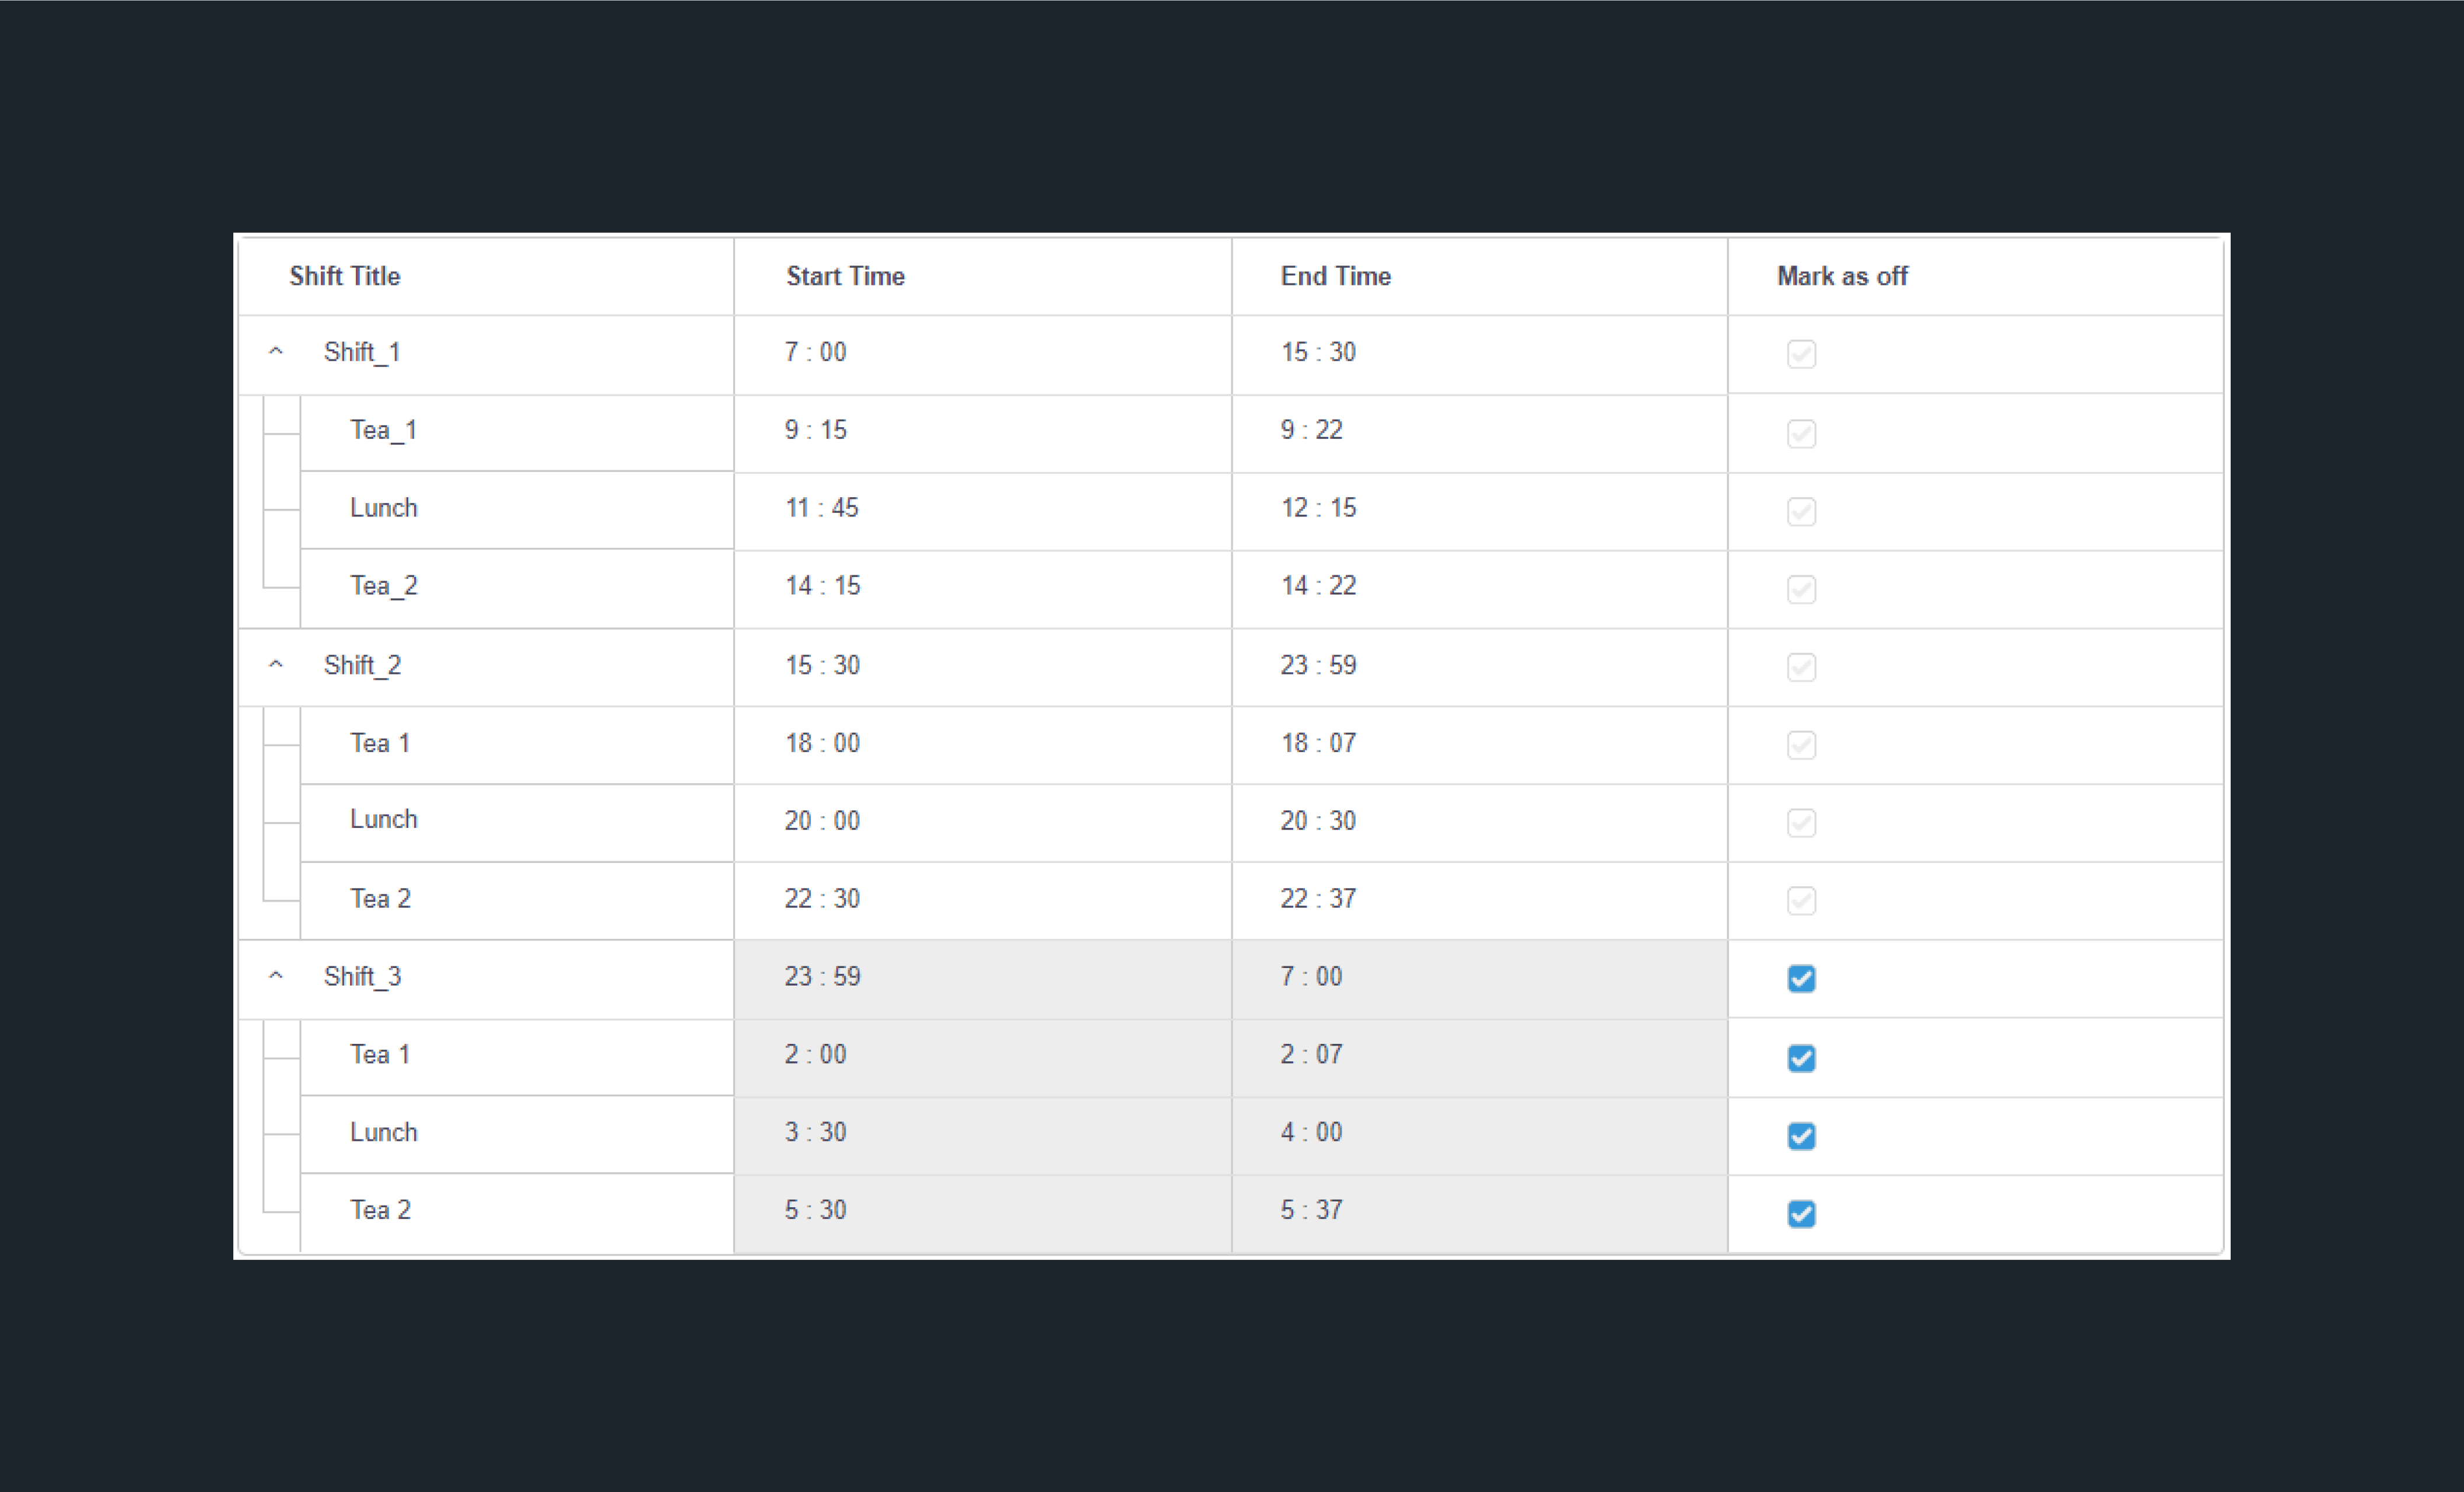 Shift Title Start Time End Time Mark as off
Shift_1 7 : 00 15 : 30
Tea_1 9 : 15 9 : 22
Lunch 11 : 45 12 : 15
Tea_2 14 : 15 14 : 22
Shift_2 15 : 30 23 : 59
Tea 1 18 : 00 18 : 07
Lunch 20 : 00 20 : 30
Tea 2 22 : 30 22 : 37
Shift_3 23 : 59 7 : 00
Tea 1 2 : 00 2 : 07
Lunch 3 : 30 4 : 00
Tea 2 5 : 30 5 : 37